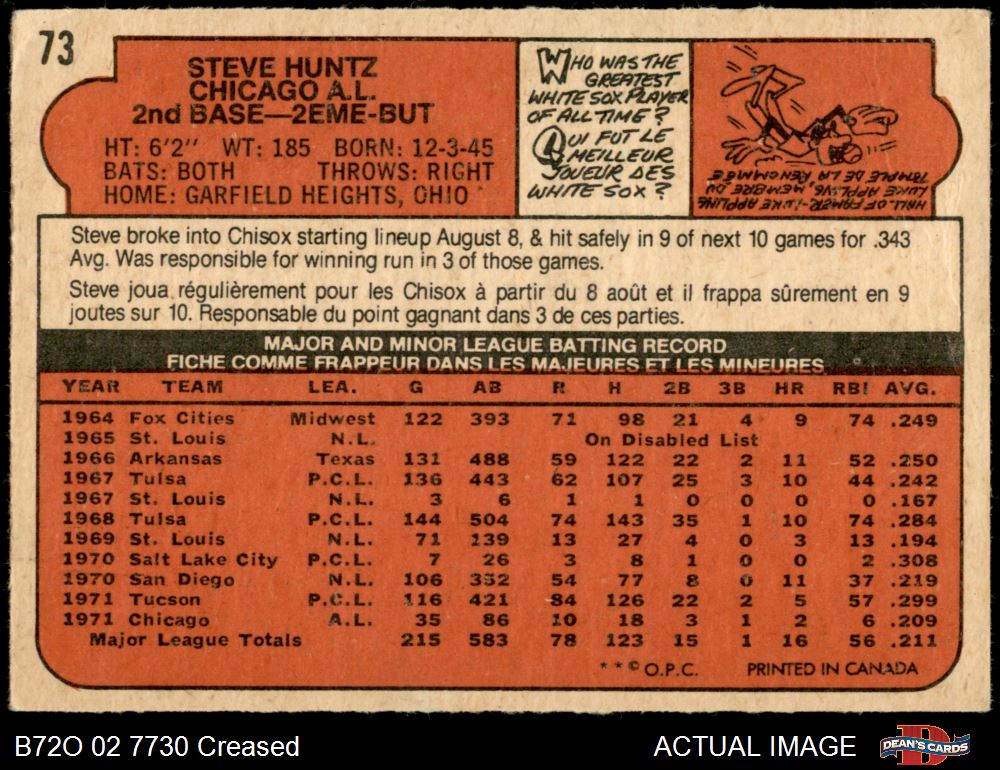 73
STEVE HUNTZ
CHICAGO A.L.
2nd BASE—2EME-BUT
HT: 6'2" WT: 185 BORN: 12-3-45
BATS: BOTH THROWS: RIGHT
HOME: GARFIELD HEIGHTS, OHIO
WHO WAS THE
GREATEST
WHITE SOX PLAYER
OF ALL TIME?
QUI FUT LE
MEILLEUR
JOUEUR DES
WHITE SOX?
HALL OF FAMER-LUKE APPLING
LUKE APPLING, MEMBRE DU
TEMPLE DE LA RENOMMEE
Steve broke into Chisox starting lineup August 8, & hit safely in 9 of next 10 games for .343
Avg. Was responsible for winning run in 3 of those games.
Steve joua régulièrement pour les Chisox à partir du 8 août et il frappa sûrement en 9
joutes sur 10. Responsable du point gagnant dans 3 de ces parties.
MAJOR AND MINOR LEAGUE BATTING RECORD
FICHE COMME FRAPPEUR DANS LES MAJEURES ET LES MINEURES
YEAR TEAM LEA. G AB R H 2B 3B HR RBI AVG.
1964 Fox Cities Midwest 122 393 71 98 21 4 9 74 .249
1965 St. Louis N.L. On Disabled List
1966 Arkansas Texas 131 488 59 122 22 2 11 52 .250
1967 Tulsa P.C.L. 136 443 62 107 25 3 10 44 .242
1967 St. Louis N.L. 3 6 1 1 0 0 0 0 .167
1968 Tulsa P.C.L. 144 504 74 143 35 1 10 74 .284
1969 St. Louis N.L. 71 139 13 27 4 0 3 13 .194
1970 Salt Lake City P.C.L. 7 26 3 8 1 0 0 2 .308
1970 San Diego N.L. 106 352 54 77 8 0 11 37 .219
1971 Tucson P.C.L. 116 421 84 126 22 2 5 57 .299
1971 Chicago A.L. 35 86 10 18 3 1 2 6 .209
Major League Totals 215 583 78 123 15 1 16 56 .211
**© O.P.C. PRINTED IN CANADA
B72O 02 7730 Creased
ACTUAL IMAGE
D
DEAN'S CARDS